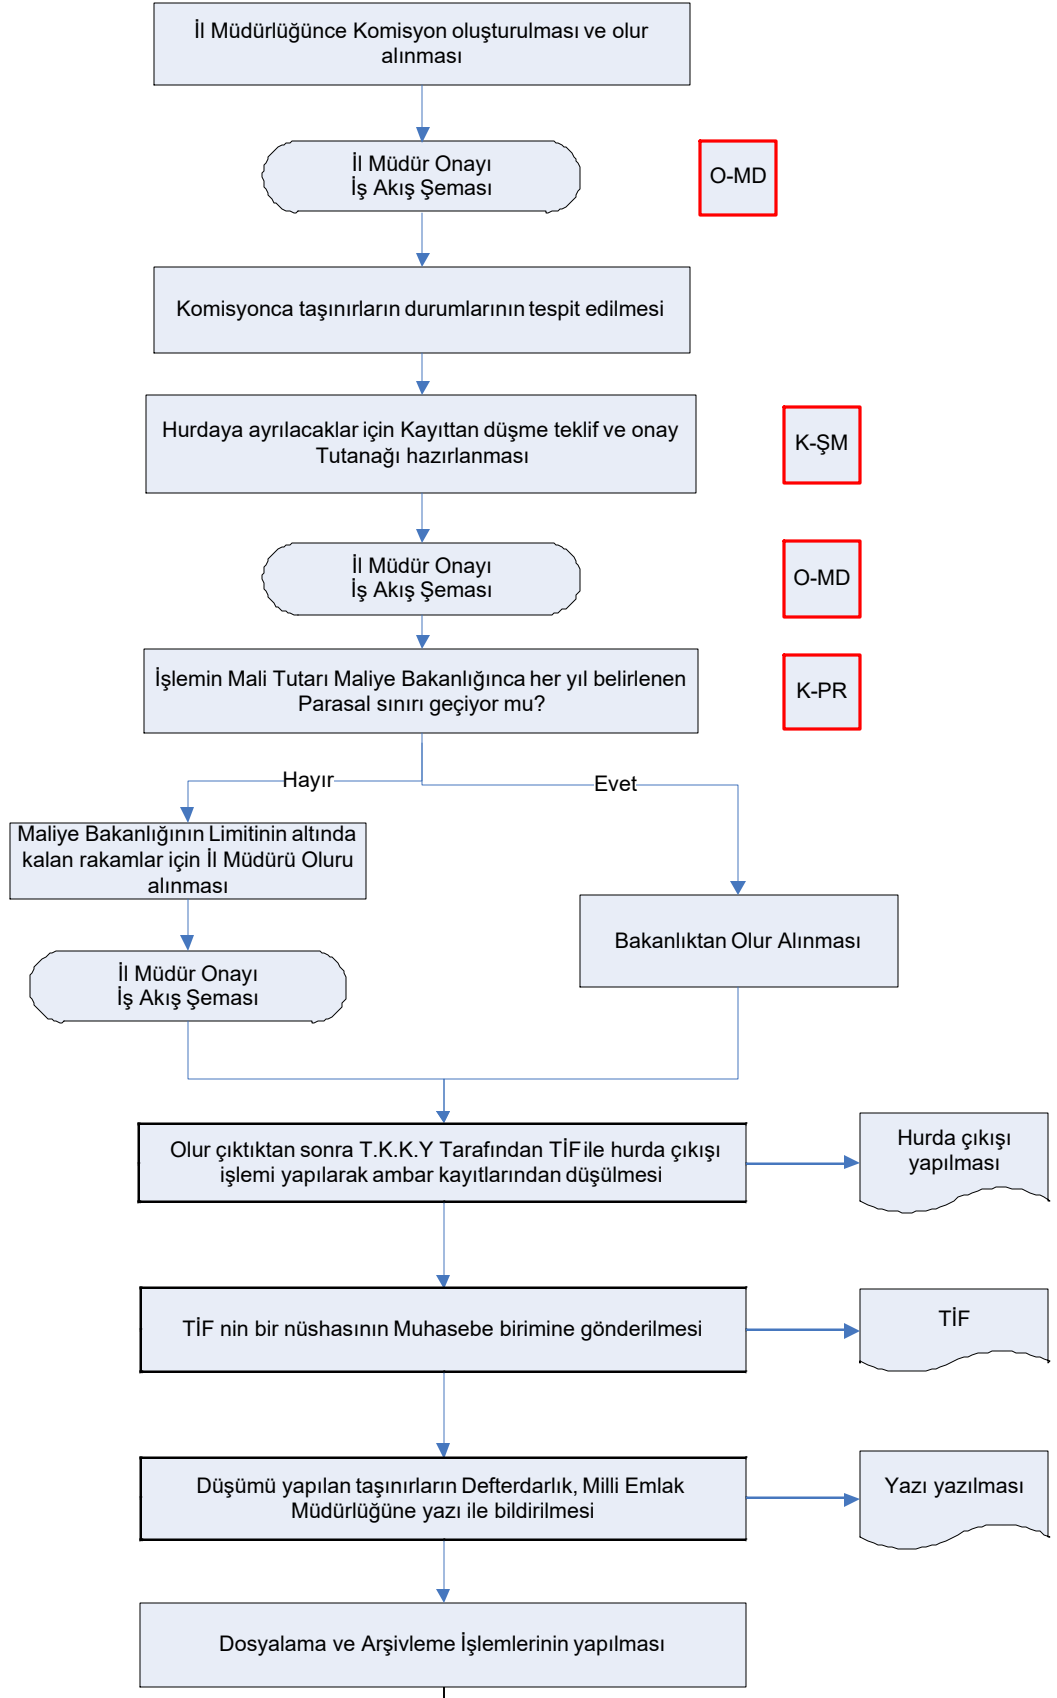 İl Müdürlüğünce Komisyon oluşturulması ve olur
alınması
İl Müdür Onayı
İş Akış Şeması
O-MD
Komisyonca taşınırların durumlarının tespit edilmesi
Hurdaya ayrılacaklar için Kayıttan düşme teklif ve onay
Tutanağı hazırlanması
K-ŞM
İl Müdür Onayı
İş Akış Şeması
O-MD
İşlemin Mali Tutarı Maliye Bakanlığınca her yıl belirlenen
Parasal sınırı geçiyor mu?
K-PR
Hayır
Evet
Maliye Bakanlığının Limitinin altında
kalan rakamlar için İl Müdürü Oluru
alınması
Bakanlıktan Olur Alınması
İl Müdür Onayı
İş Akış Şeması
Olur çıktıktan sonra T.K.K.Y Tarafından TİF ile hurda çıkışı
işlemi yapılarak ambar kayıtlarından düşülmesi
Hurda çıkışı
yapılması
TİF nin bir nüshasının Muhasebe birimine gönderilmesi
TİF
Düşümü yapılan taşınırların Defterdarlık, Milli Emlak
Müdürlüğüne yazı ile bildirilmesi
Yazı yazılması
Dosyalama ve Arşivleme İşlemlerinin yapılması